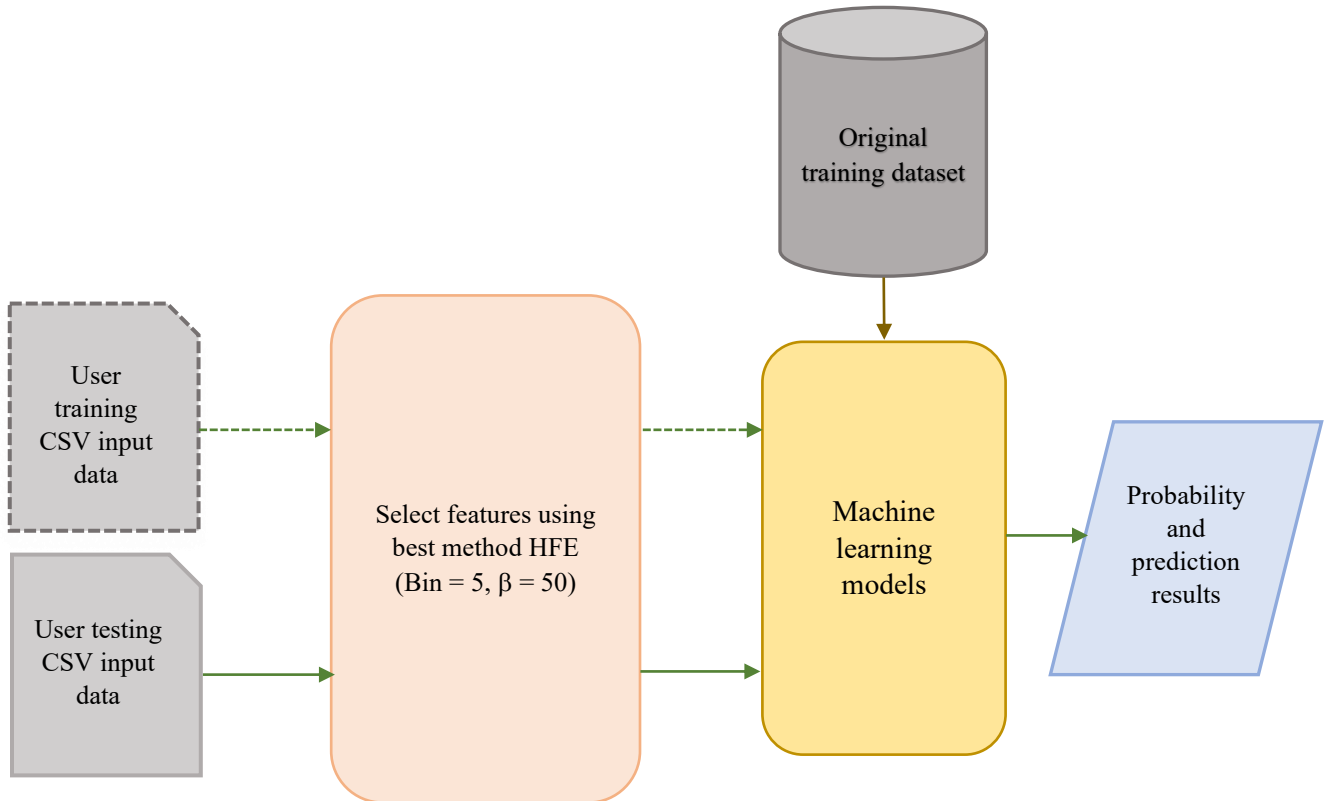 Original
training dataset
User
training
CSV input
data
User testing
CSV input
data
Select features using
best method HFE
(Bin = 5, β = 50)
Machine
learning
models
Probability
and
prediction
results